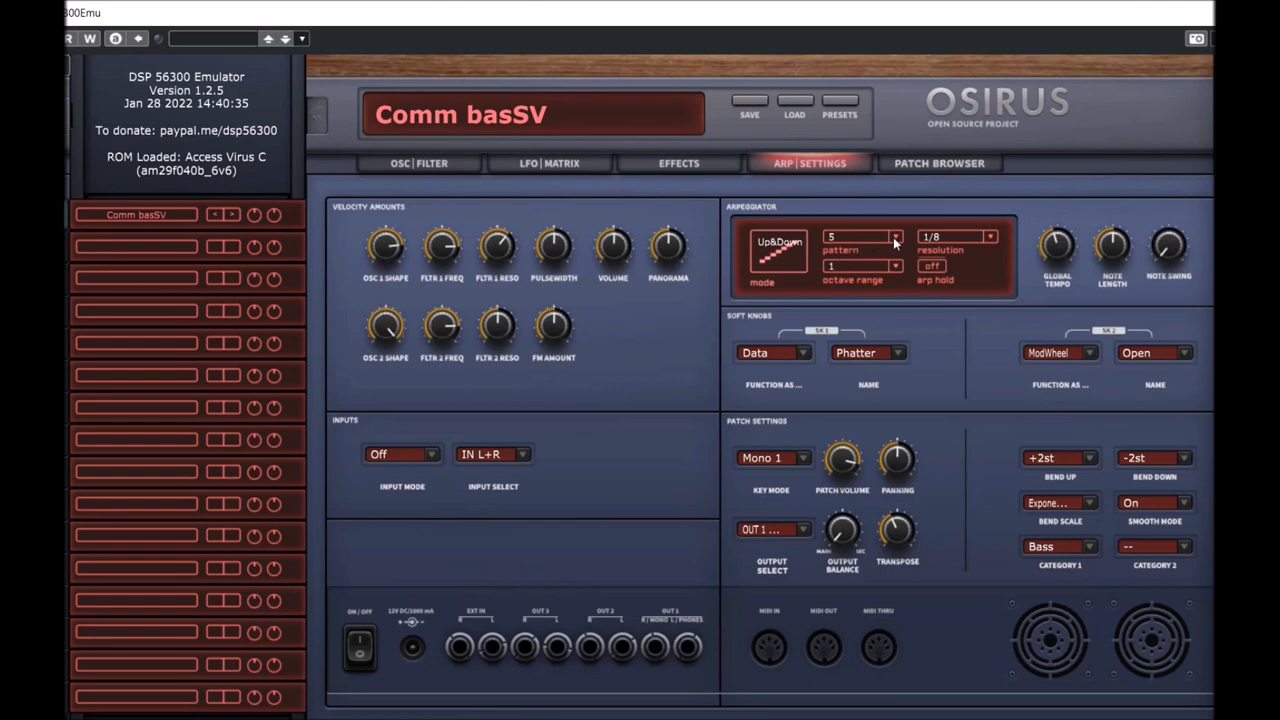 300Emu
R W a
DSP 56300 Emulator
Version 1.2.5
Jan 28 2022 14:40:35
To donate: paypal.me/dsp56300
ROM Loaded: Access Virus C
(am29f040b_6v6)
Comm basSV
< >
Comm basSV
SAVE LOAD PRESETS
OSIRUS
OPEN SOURCE PROJECT
OSC|FILTER LFO|MATRIX EFFECTS ARP|SETTINGS PATCH BROWSER
VELOCITY AMOUNTS
OSC 1 SHAPE FLTR 1 FREQ FLTR 1 RESO PULSEWIDTH VOLUME PANORAMA
OSC 2 SHAPE FLTR 2 FREQ FLTR 2 RESO FM AMOUNT
ARPEGGIATOR
Up&Down 5 1/8
pattern resolution
1 off
mode octave range arp hold
GLOBAL TEMPO NOTE LENGTH NOTE SWING
SOFT KNOBS
SK 1 SK 2
Data Phatter ModWheel Open
FUNCTION AS ... NAME FUNCTION AS ... NAME
INPUTS
Off IN L+R
INPUT MODE INPUT SELECT
PATCH SETTINGS
Mono 1 +2st -2st
KEY MODE PATCH VOLUME PANNING BEND UP BEND DOWN
Expone... On
BEND SCALE SMOOTH MODE
OUT 1 ... MAIN SEC
OUTPUT SELECT OUTPUT BALANCE TRANSPOSE
Bass --
CATEGORY 1 CATEGORY 2
ON / OFF 12V DC/1000 mA EXT IN OUT 3 OUT 2 OUT 1
R L R L R L R / MONO L / PHONES
MIDI IN MIDI OUT MIDI THRU